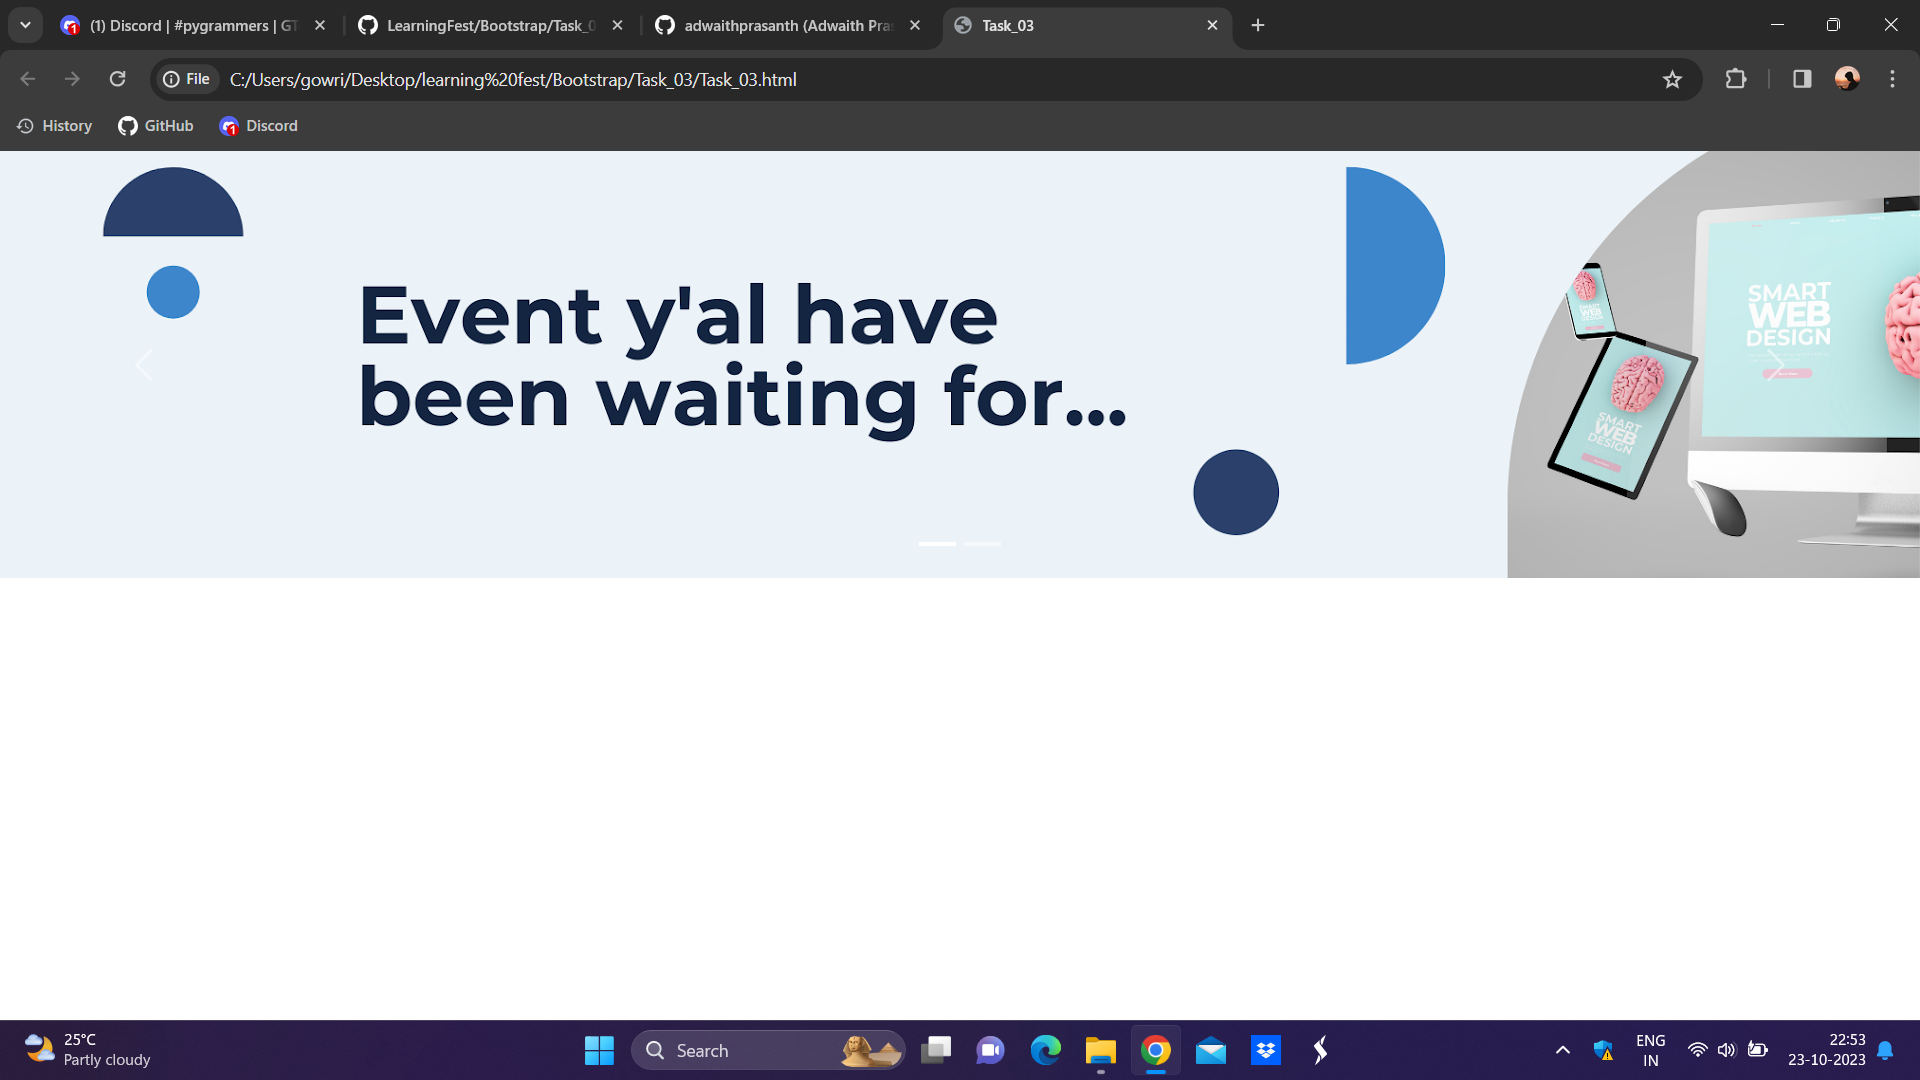 (1) Discord | #pygrammers | GT
LearningFest/Bootstrap/Task_0
adwaithprasanth (Adwaith Pras
Task_03
File
C:/Users/gowri/Desktop/learning%20fest/Bootstrap/Task_03/Task_03.html
History
GitHub
1
Discord
Event y'al have
been waiting for...
SMART
WEB
DESIGN
SMART
WEB
DESIGN
25°C
Partly cloudy
Search
ENG
IN
22:53
23-10-2023